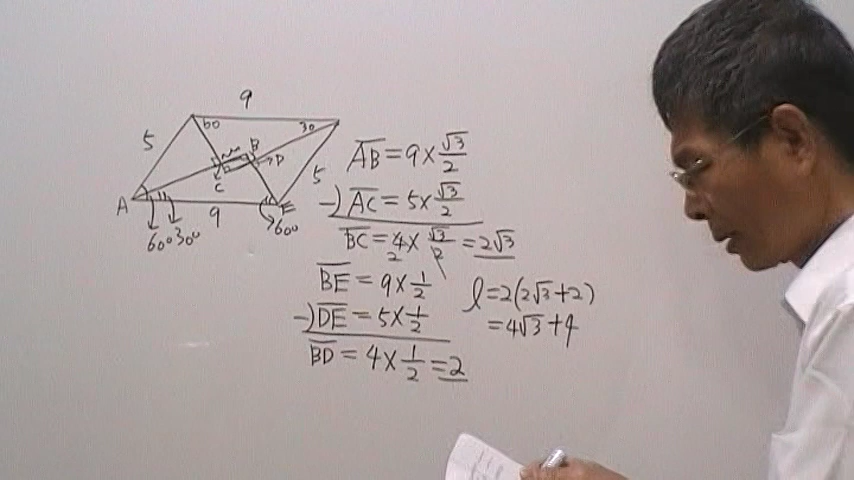 9
60 30
5 B
D
C 5
A 9
60° 30° 60°
E
AB = 9 × √3/2
-) AC = 5 × √3/2
BC = 4 × √3/2 = 2√3
2
BE = 9 × 1/2
-) DE = 5 × 1/2
BD = 4 × 1/2 = 2
l = 2(2√3 + 2)
= 4√3 + 4